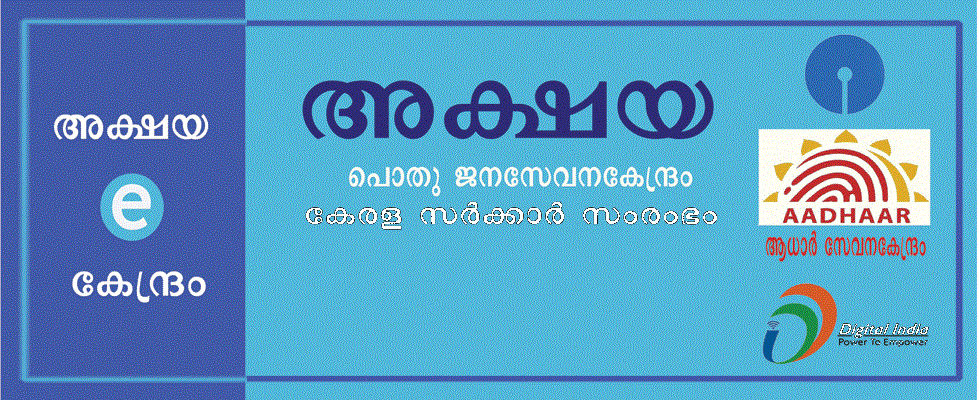 അക്ഷയ
e
കേന്ദ്രം
അക്ഷയ
പൊതു ജനസേവനകേന്ദ്രം
കേരള സർക്കാർ സംരംഭം
AADHAAR
ആധാർ സേവനകേന്ദ്രം
Digital India
Power To Empower